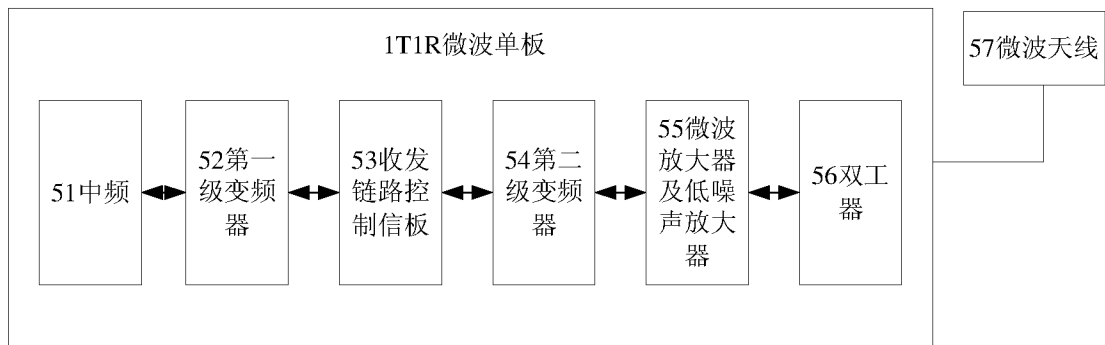 1T1R微波单板
57微波天线
51中频
52第一
级变频
器
53收发
链路控
制信板
54第二
级变频
器
55微波
放大器
及低噪
声放大
器
56双工
器